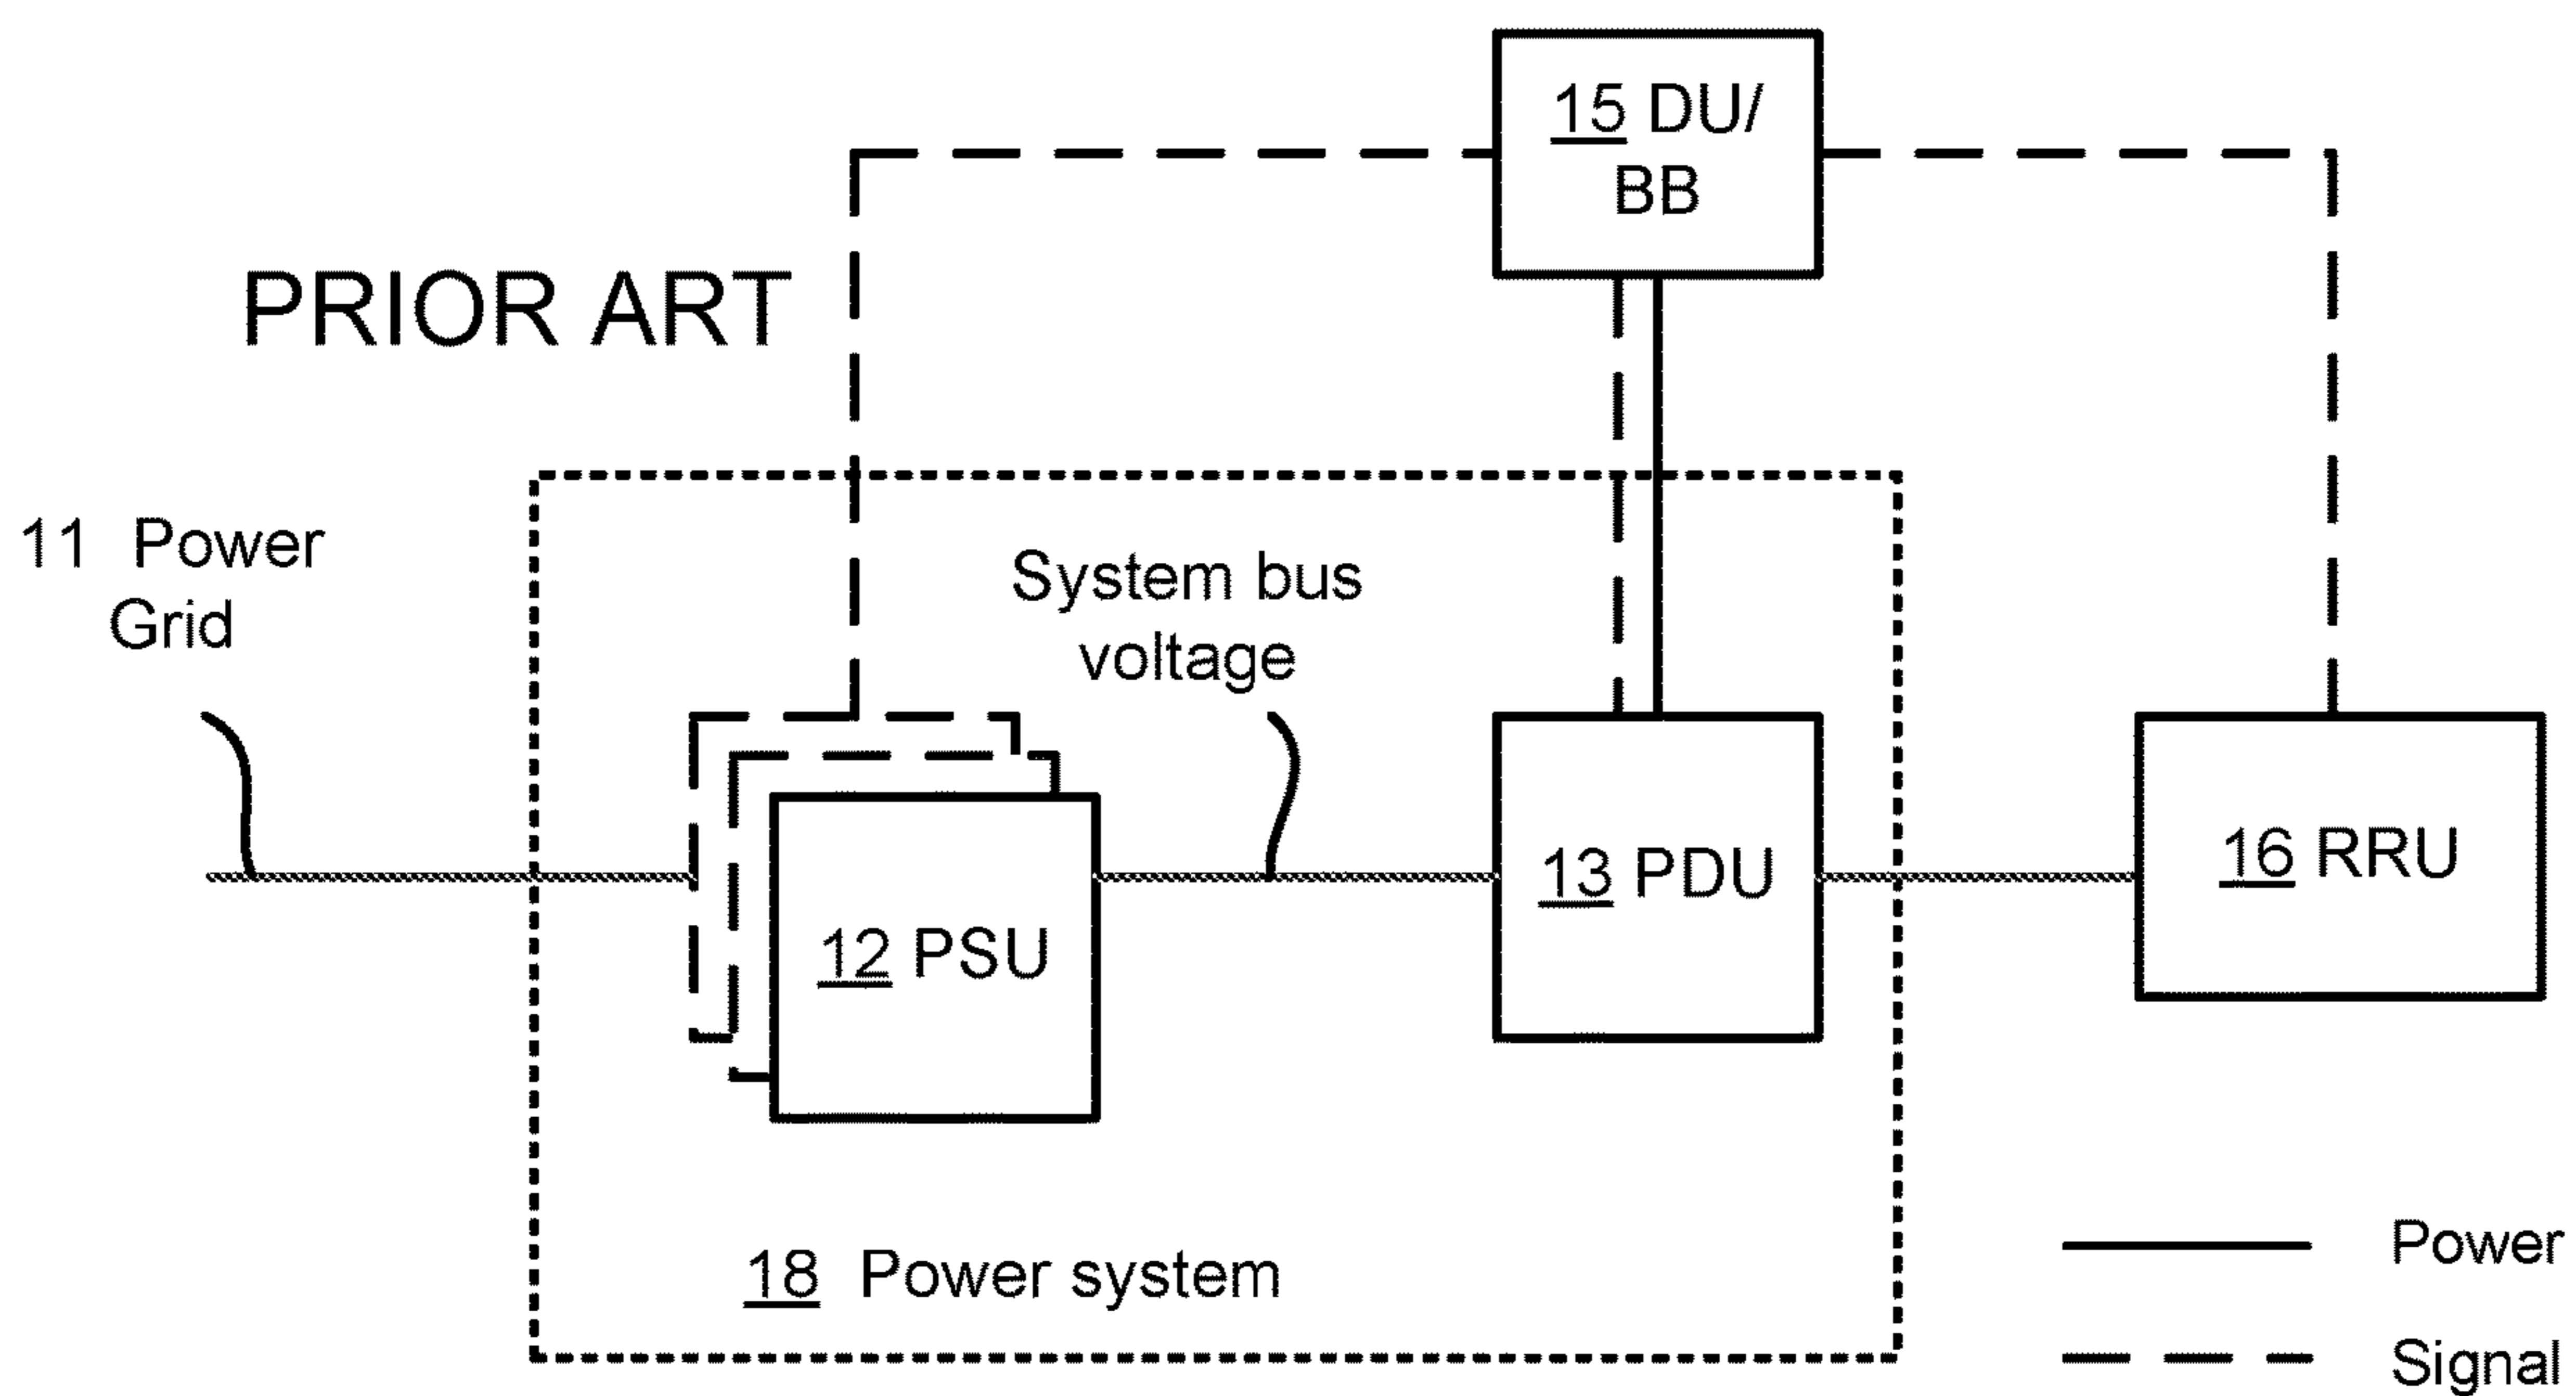 15 DU/
BB
PRIOR ART
11 Power
Grid
System bus
voltage
12 PSU
13 PDU
16 RRU
18 Power system
Power
Signal